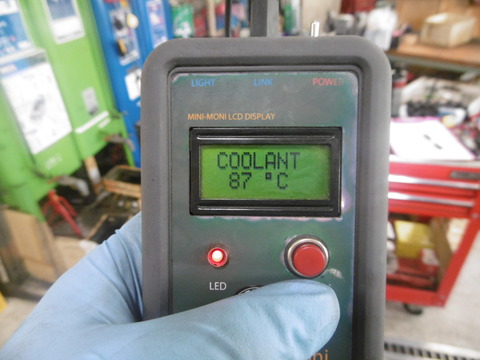 LIGHT LINK POWER
MINI-MONI LCD DISPLAY
COOLANT
87 °C
LED